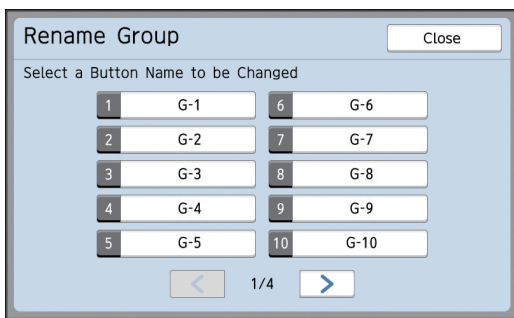 Rename Group
Close
Select a Button Name to be Changed
1 G-1
6 G-6
2 G-2
7 G-7
3 G-3
8 G-8
4 G-4
9 G-9
5 G-5
10 G-10
< 1/4 >